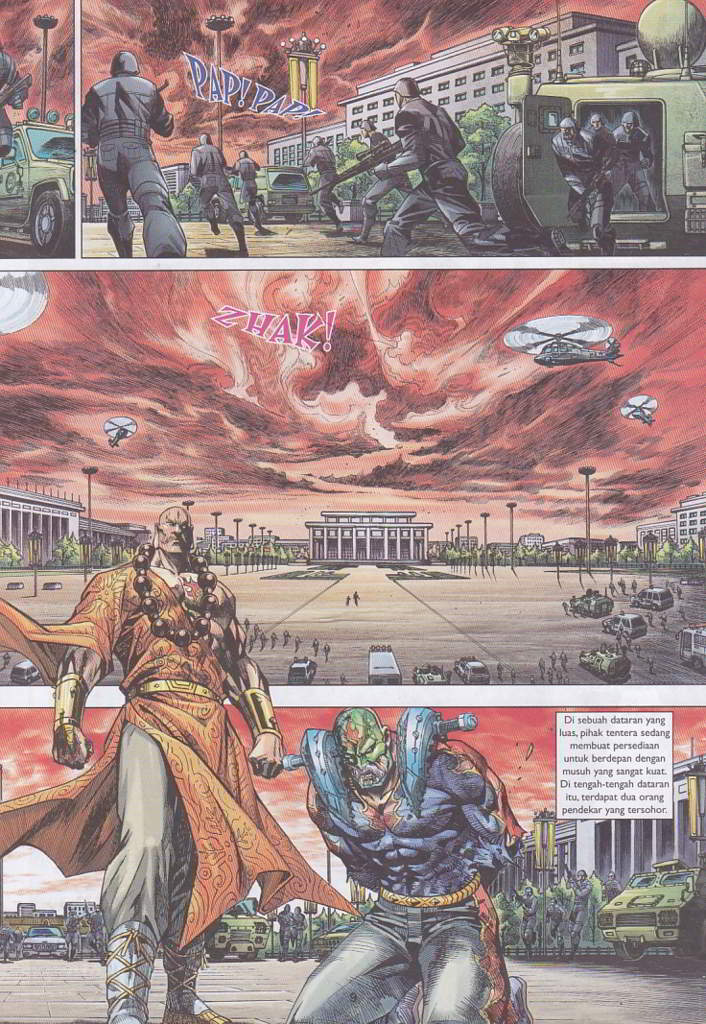 PAP! PAP!
ZHAK!
Di sebuah dataran yang
luas, pihak tentera sedang
membuat persediaan
untuk berdepan dengan
musuh yang sangat kuat.
Di tengah-tengah dataran
itu, terdapat dua orang
pendekar yang tersohor.
9